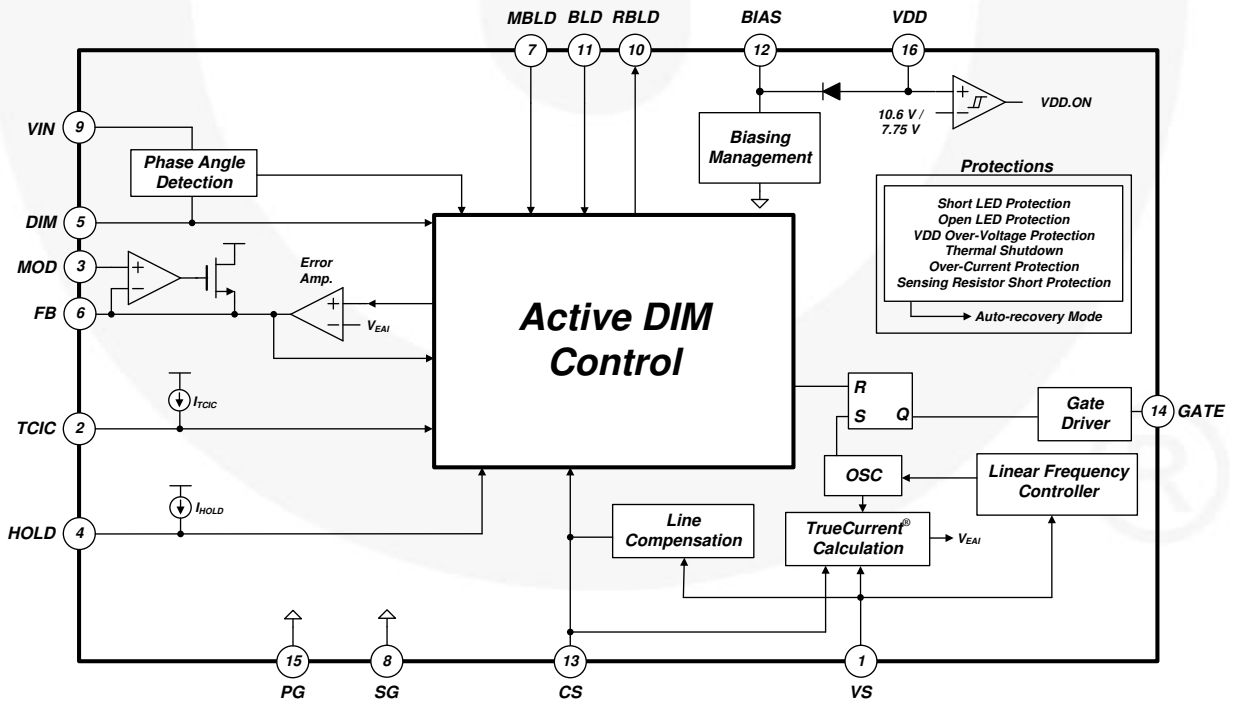 MBLD BLD RBLD BIAS VDD
7 11 10 12 16
VIN 9
Phase Angle
Detection
DIM 5
MOD 3
FB 6
+
−
Error
Amp.
+
−
VEAI
TCIC 2
ITCIC
HOLD 4
IHOLD
Active DIM
Control
Biasing
Management
10.6 V /
7.75 V
+
−
VDD.ON
Protections
Short LED Protection
Open LED Protection
VDD Over-Voltage Protection
Thermal Shutdown
Over-Current Protection
Sensing Resistor Short Protection
Auto-recovery Mode
R
S Q
Gate
Driver
14 GATE
OSC
Linear Frequency
Controller
Line
Compensation
TrueCurrent®
Calculation
VEAI
15 8 13 1
PG SG CS VS
®